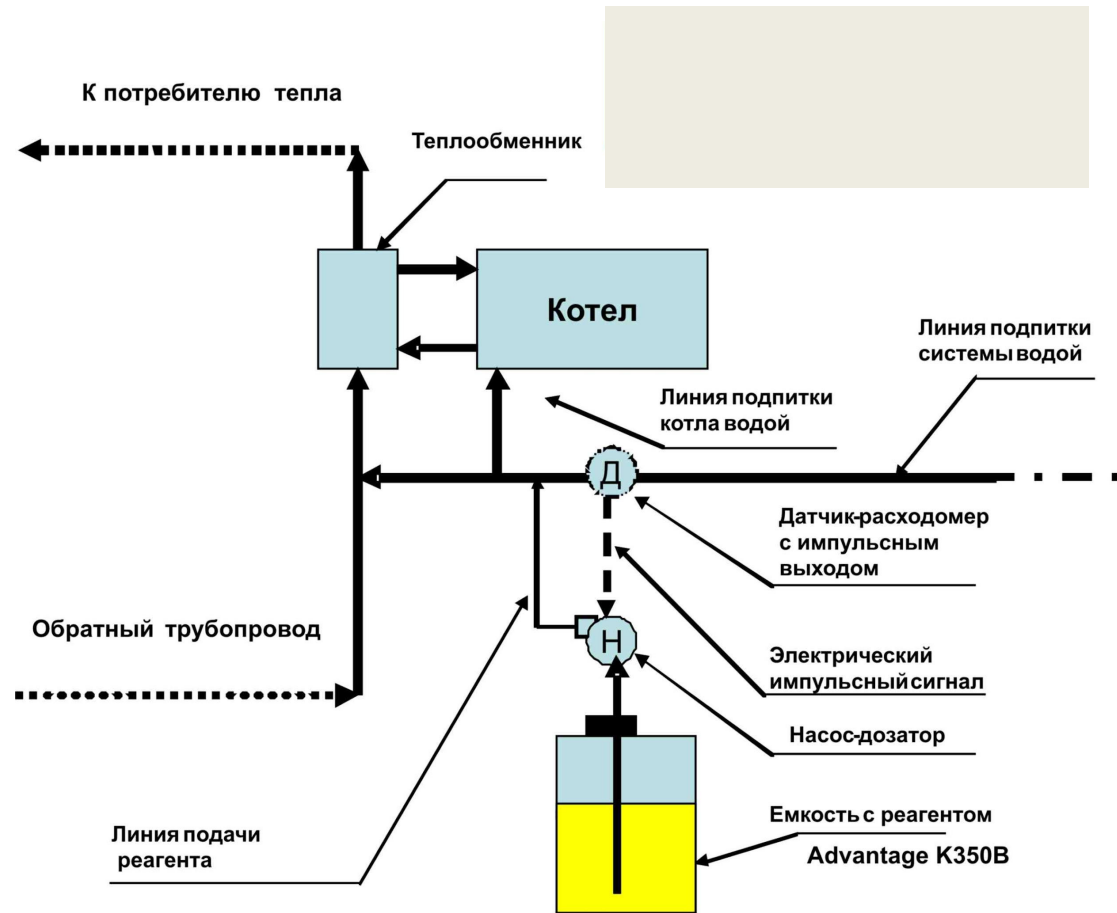 К потребителю тепла
Теплообменник
Котел
Линия подпитки
системы водой
Линия подпитки
котла водой
Д
Датчик-расходомер
с импульсным
выходом
Обратный трубопровод
Н
Электрический
импульсный сигнал
Насос-дозатор
Линия подачи
реагента
Емкость с реагентом
Advantage K350B